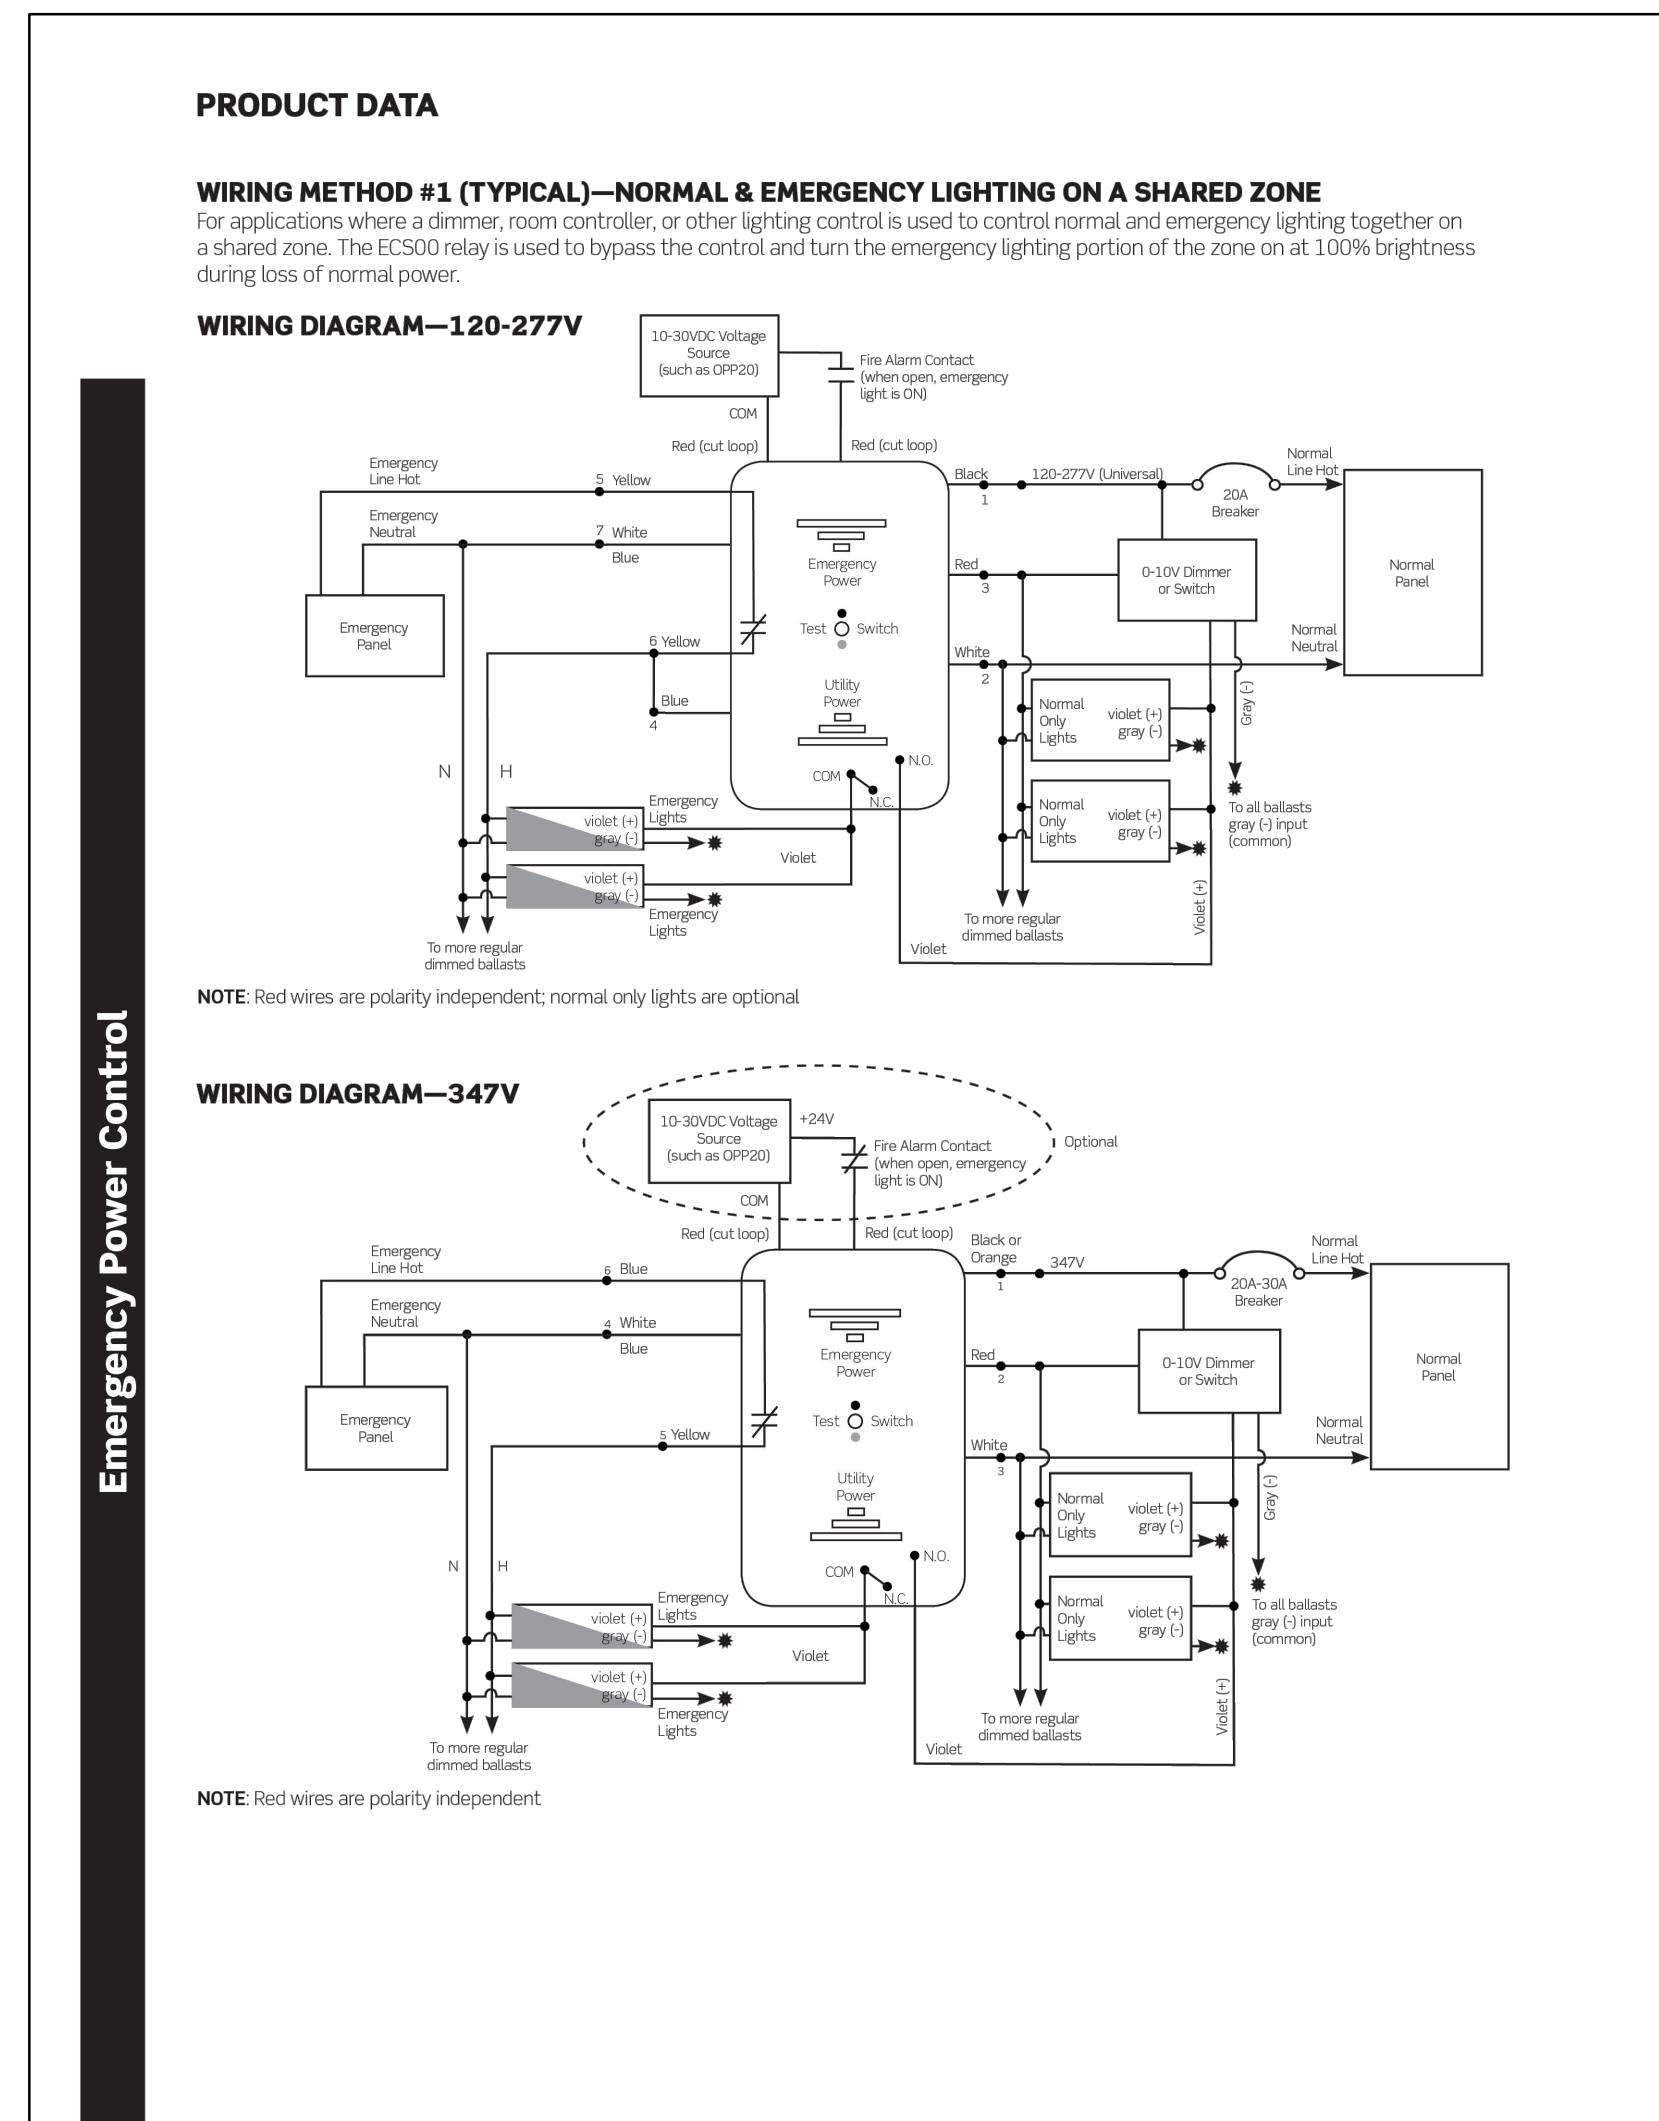 PRODUCT DATA
WIRING METHOD #1 (TYPICAL)—NORMAL & EMERGENCY LIGHTING ON A SHARED ZONE
For applications where a dimmer, room controller, or other lighting control is used to control normal and emergency lighting together on
a shared zone. The ECS00 relay is used to bypass the control and turn the emergency lighting portion of the zone on at 100% brightness
during loss of normal power.
WIRING DIAGRAM—120-277V
10-30VDC Voltage
Source
(such as OPP20)
Fire Alarm Contact
(when open, emergency
light is ON)
COM
Red (cut loop)
Red (cut loop)
Emergency
Line Hot
5 Yellow
Emergency
Neutral
7 White
Blue
Emergency
Panel
6 Yellow
Blue
4
Emergency
Power
Test Switch
Utility
Power
COM
N.O.
N.C.
Black
1
120-277V (Universal)
20A
Breaker
Normal
Line Hot
Red
3
0-10V Dimmer
or Switch
Normal
Panel
White
2
Normal
Neutral
Normal
Only
Lights
violet (+)
gray (-)
Gray (-)
Normal
Only
Lights
violet (+)
gray (-)
To all ballasts
gray (-) input
(common)
Violet (+)
To more regular
dimmed ballasts
Violet
N
H
Emergency
Lights
violet (+)
gray (-)
Violet
violet (+)
gray (-)
Emergency
Lights
To more regular
dimmed ballasts
NOTE: Red wires are polarity independent; normal only lights are optional
Emergency Power Control
WIRING DIAGRAM—347V
10-30VDC Voltage
Source
(such as OPP20)
+24V
Fire Alarm Contact
(when open, emergency
light is ON)
Optional
COM
Red (cut loop)
Red (cut loop)
Emergency
Line Hot
6 Blue
Emergency
Neutral
4 White
Blue
Emergency
Panel
5 Yellow
Emergency
Power
Test Switch
Utility
Power
COM
N.O.
N.C.
Black or
Orange
1
347V
20A-30A
Breaker
Normal
Line Hot
Red
2
0-10V Dimmer
or Switch
Normal
Panel
White
3
Normal
Neutral
Normal
Only
Lights
violet (+)
gray (-)
Gray (-)
Normal
Only
Lights
violet (+)
gray (-)
To all ballasts
gray (-) input
(common)
Violet (+)
To more regular
dimmed ballasts
Violet
N
H
Emergency
Lights
violet (+)
gray (-)
Violet
violet (+)
gray (-)
Emergency
Lights
To more regular
dimmed ballasts
NOTE: Red wires are polarity independent